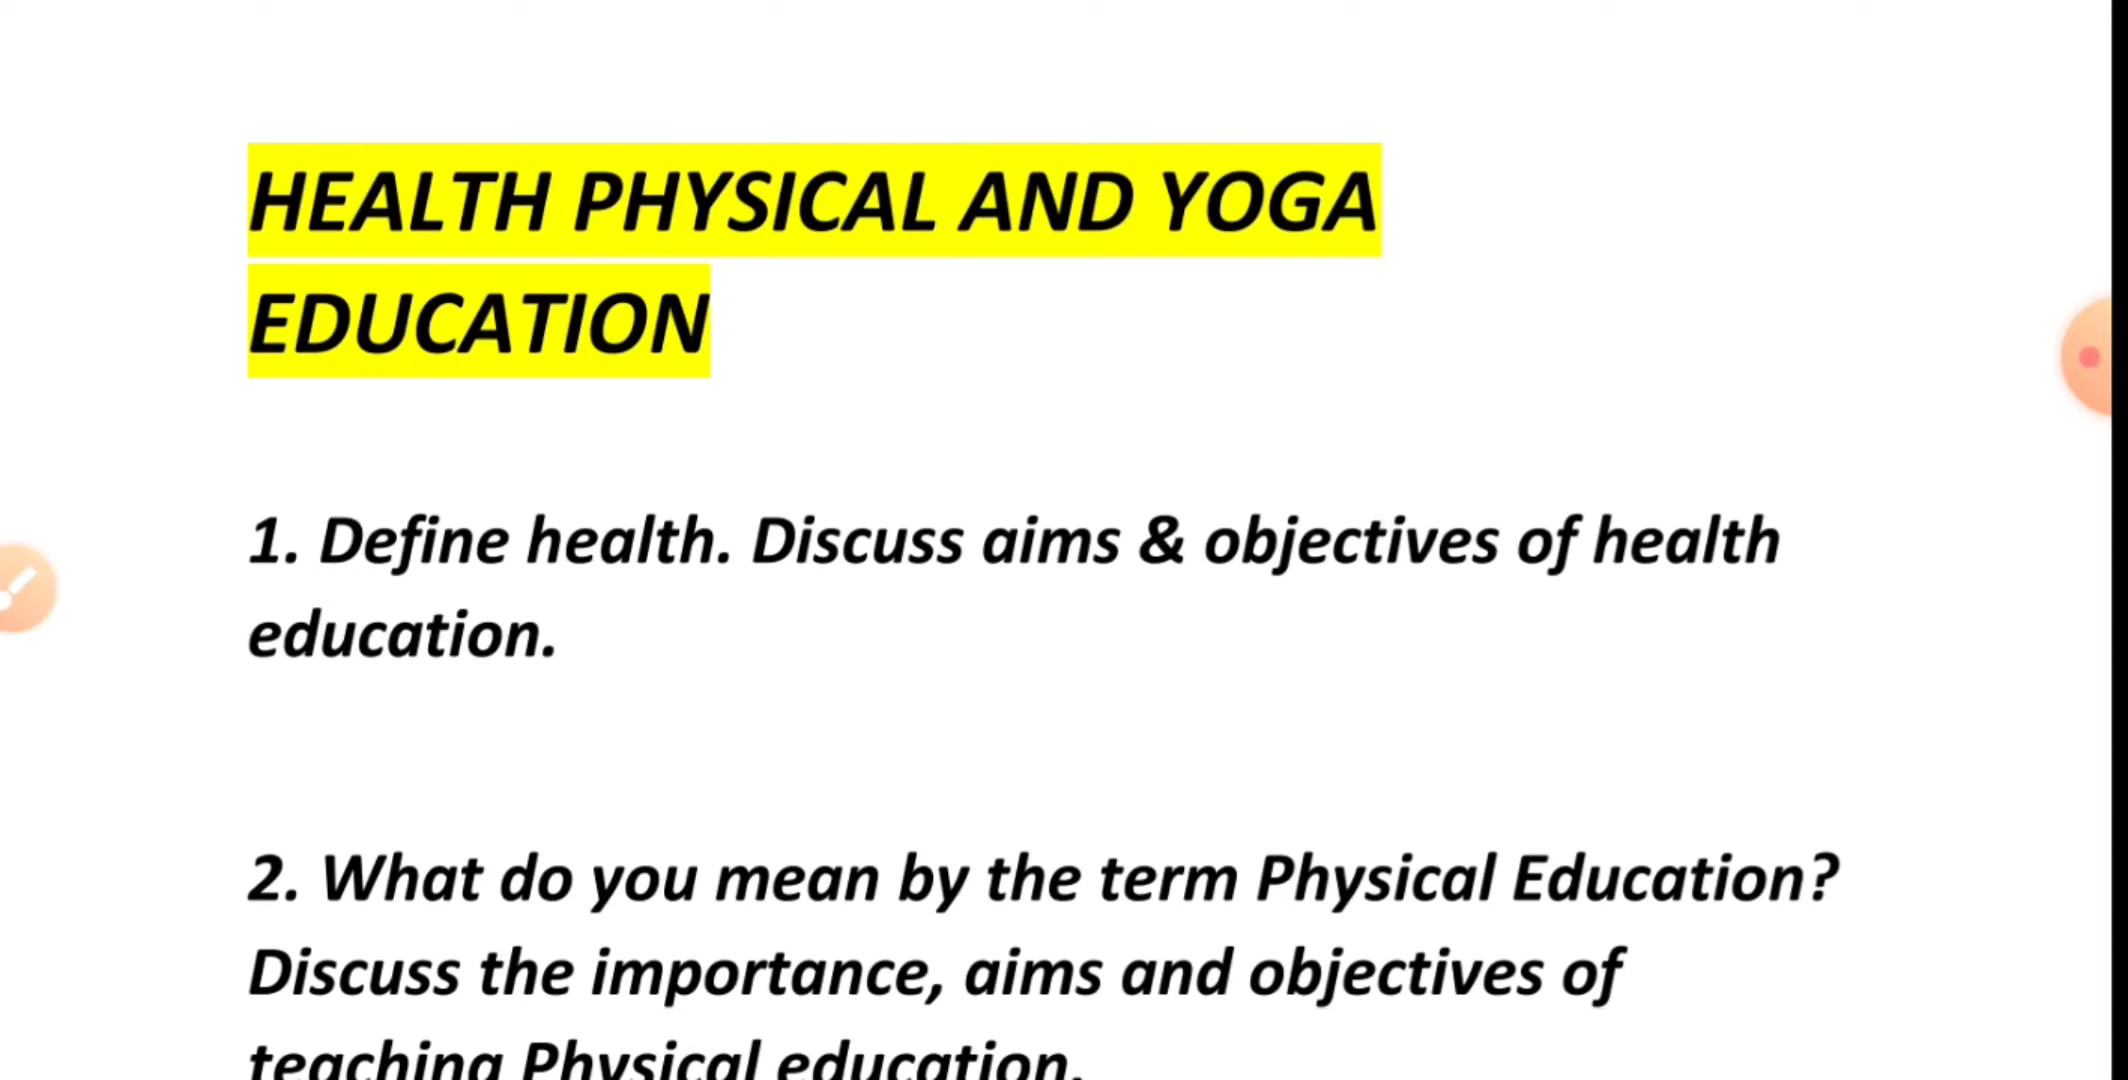 HEALTH PHYSICAL AND YOGA
EDUCATION
1. Define health. Discuss aims & objectives of health
education.
2. What do you mean by the term Physical Education?
Discuss the importance, aims and objectives of
teaching Physical education.